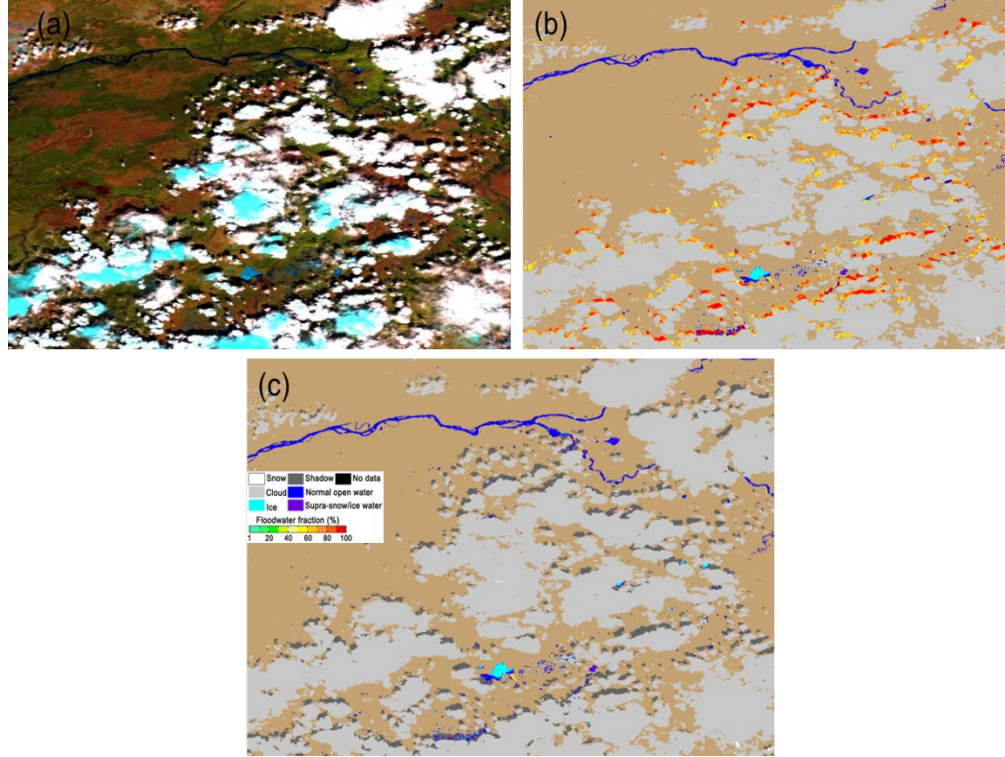 (a)
(b)
(c)
Snow Shadow No data
Cloud Normal open water
Ice Supra-snow/ice water
Floodwater fraction (%)
1 20 40 60 80 100